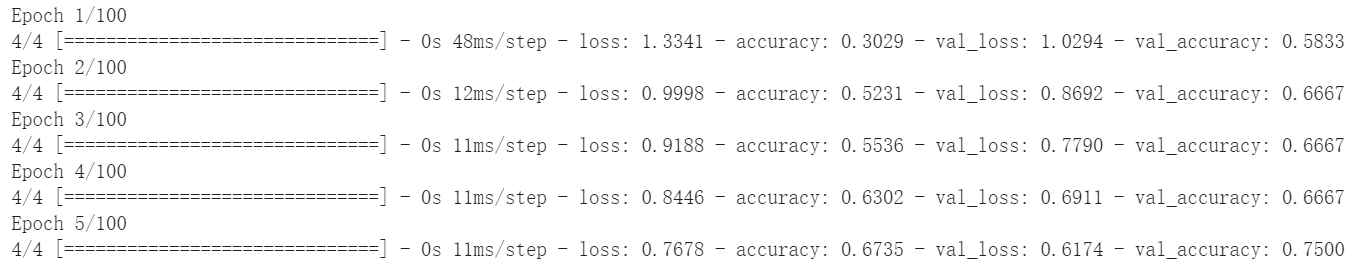 Epoch 1/100
4/4 [==============================] - 0s 48ms/step - loss: 1.3341 - accuracy: 0.3029 - val_loss: 1.0294 - val_accuracy: 0.5833
Epoch 2/100
4/4 [==============================] - 0s 12ms/step - loss: 0.9998 - accuracy: 0.5231 - val_loss: 0.8692 - val_accuracy: 0.6667
Epoch 3/100
4/4 [==============================] - 0s 11ms/step - loss: 0.9188 - accuracy: 0.5536 - val_loss: 0.7790 - val_accuracy: 0.6667
Epoch 4/100
4/4 [==============================] - 0s 11ms/step - loss: 0.8446 - accuracy: 0.6302 - val_loss: 0.6911 - val_accuracy: 0.6667
Epoch 5/100
4/4 [==============================] - 0s 11ms/step - loss: 0.7678 - accuracy: 0.6735 - val_loss: 0.6174 - val_accuracy: 0.7500